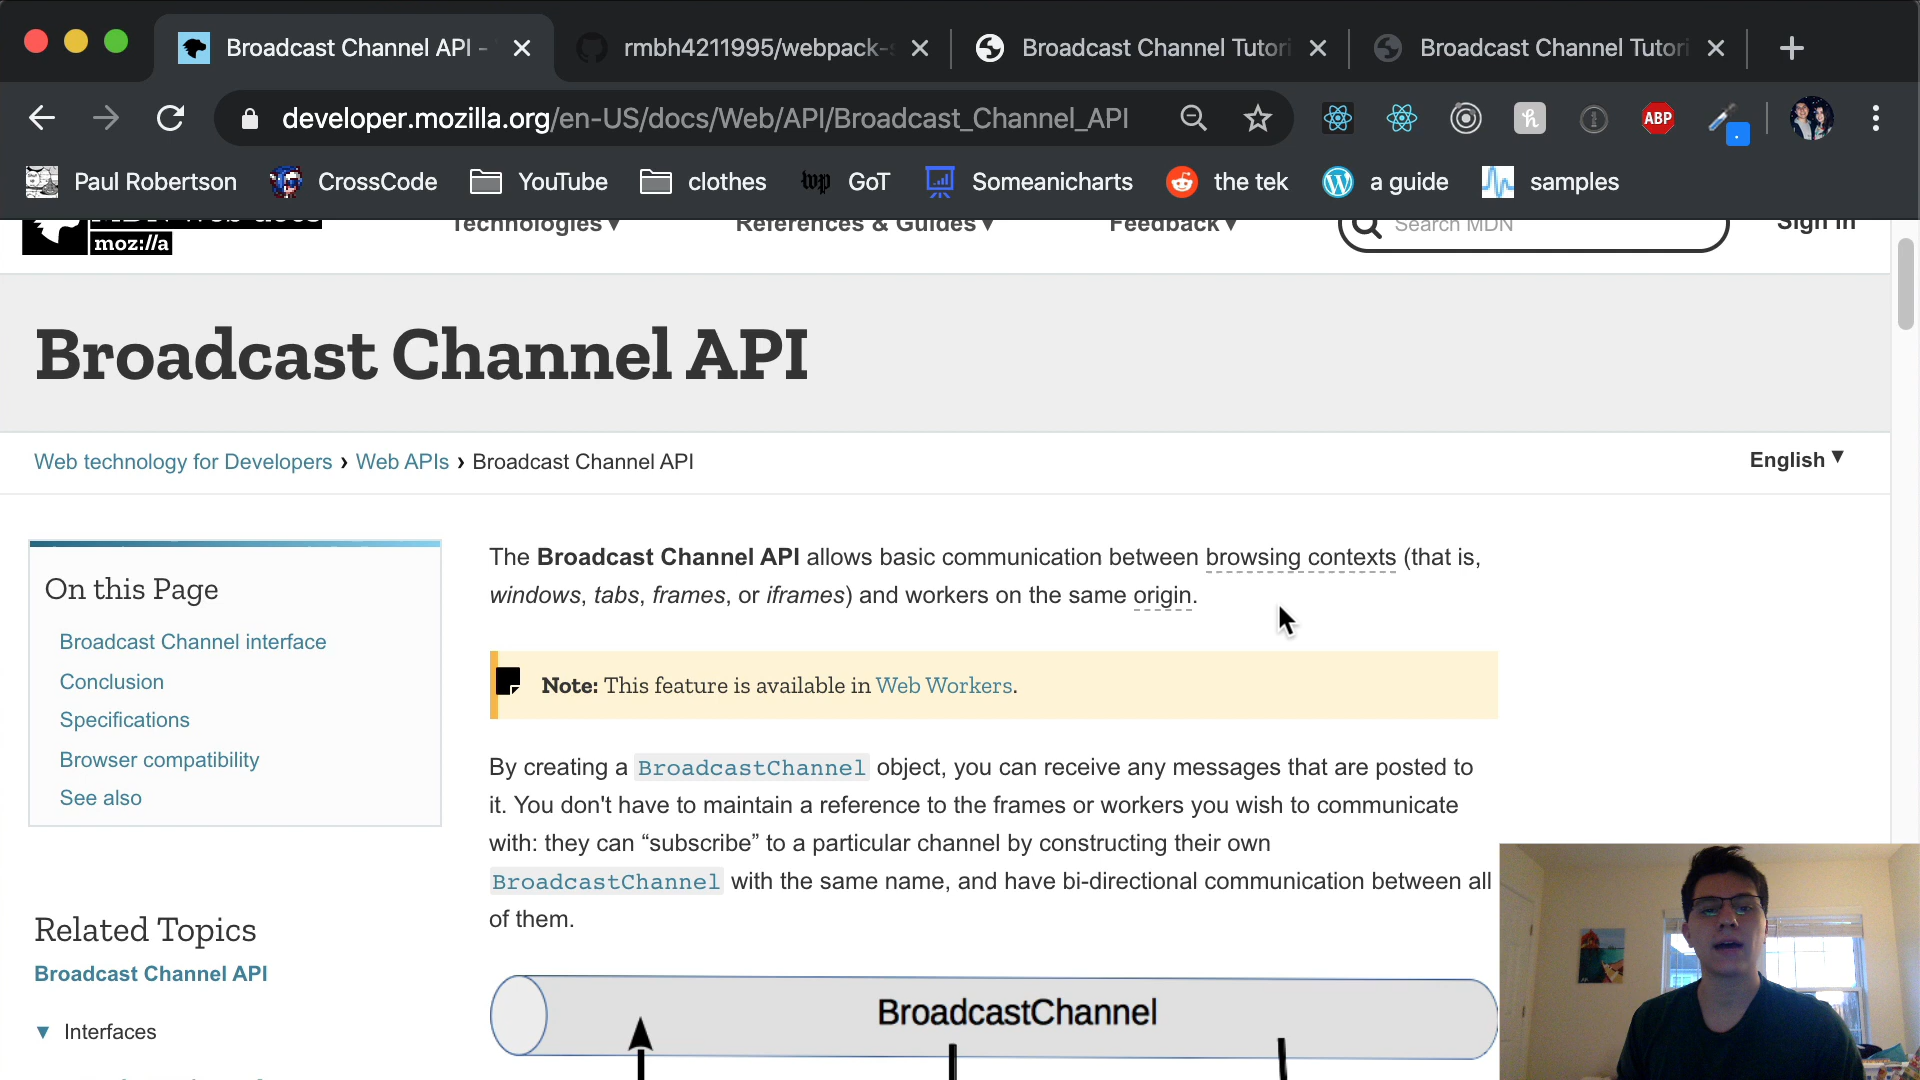 Broadcast Channel API -
rmbh4211995/webpack-
Broadcast Channel Tutori
Broadcast Channel Tutori
developer.mozilla.org/en-US/docs/Web/API/Broadcast_Channel_API
ABP
Paul Robertson
CrossCode
YouTube
clothes
wp
GoT
Someanicharts
the tek
a guide
samples
moz://a
Technologies ▾
References & Guides ▾
Feedback ▾
Search MDN
Sign in
Broadcast Channel API
Web technology for Developers › Web APIs › Broadcast Channel API
English ▼
On this Page
Broadcast Channel interface
Conclusion
Specifications
Browser compatibility
See also
Related Topics
Broadcast Channel API
▼ Interfaces
The Broadcast Channel API allows basic communication between browsing contexts (that is,
windows, tabs, frames, or iframes) and workers on the same origin.
Note: This feature is available in Web Workers.
By creating a BroadcastChannel object, you can receive any messages that are posted to
it. You don't have to maintain a reference to the frames or workers you wish to communicate
with: they can “subscribe” to a particular channel by constructing their own
BroadcastChannel with the same name, and have bi-directional communication between all
of them.
BroadcastChannel